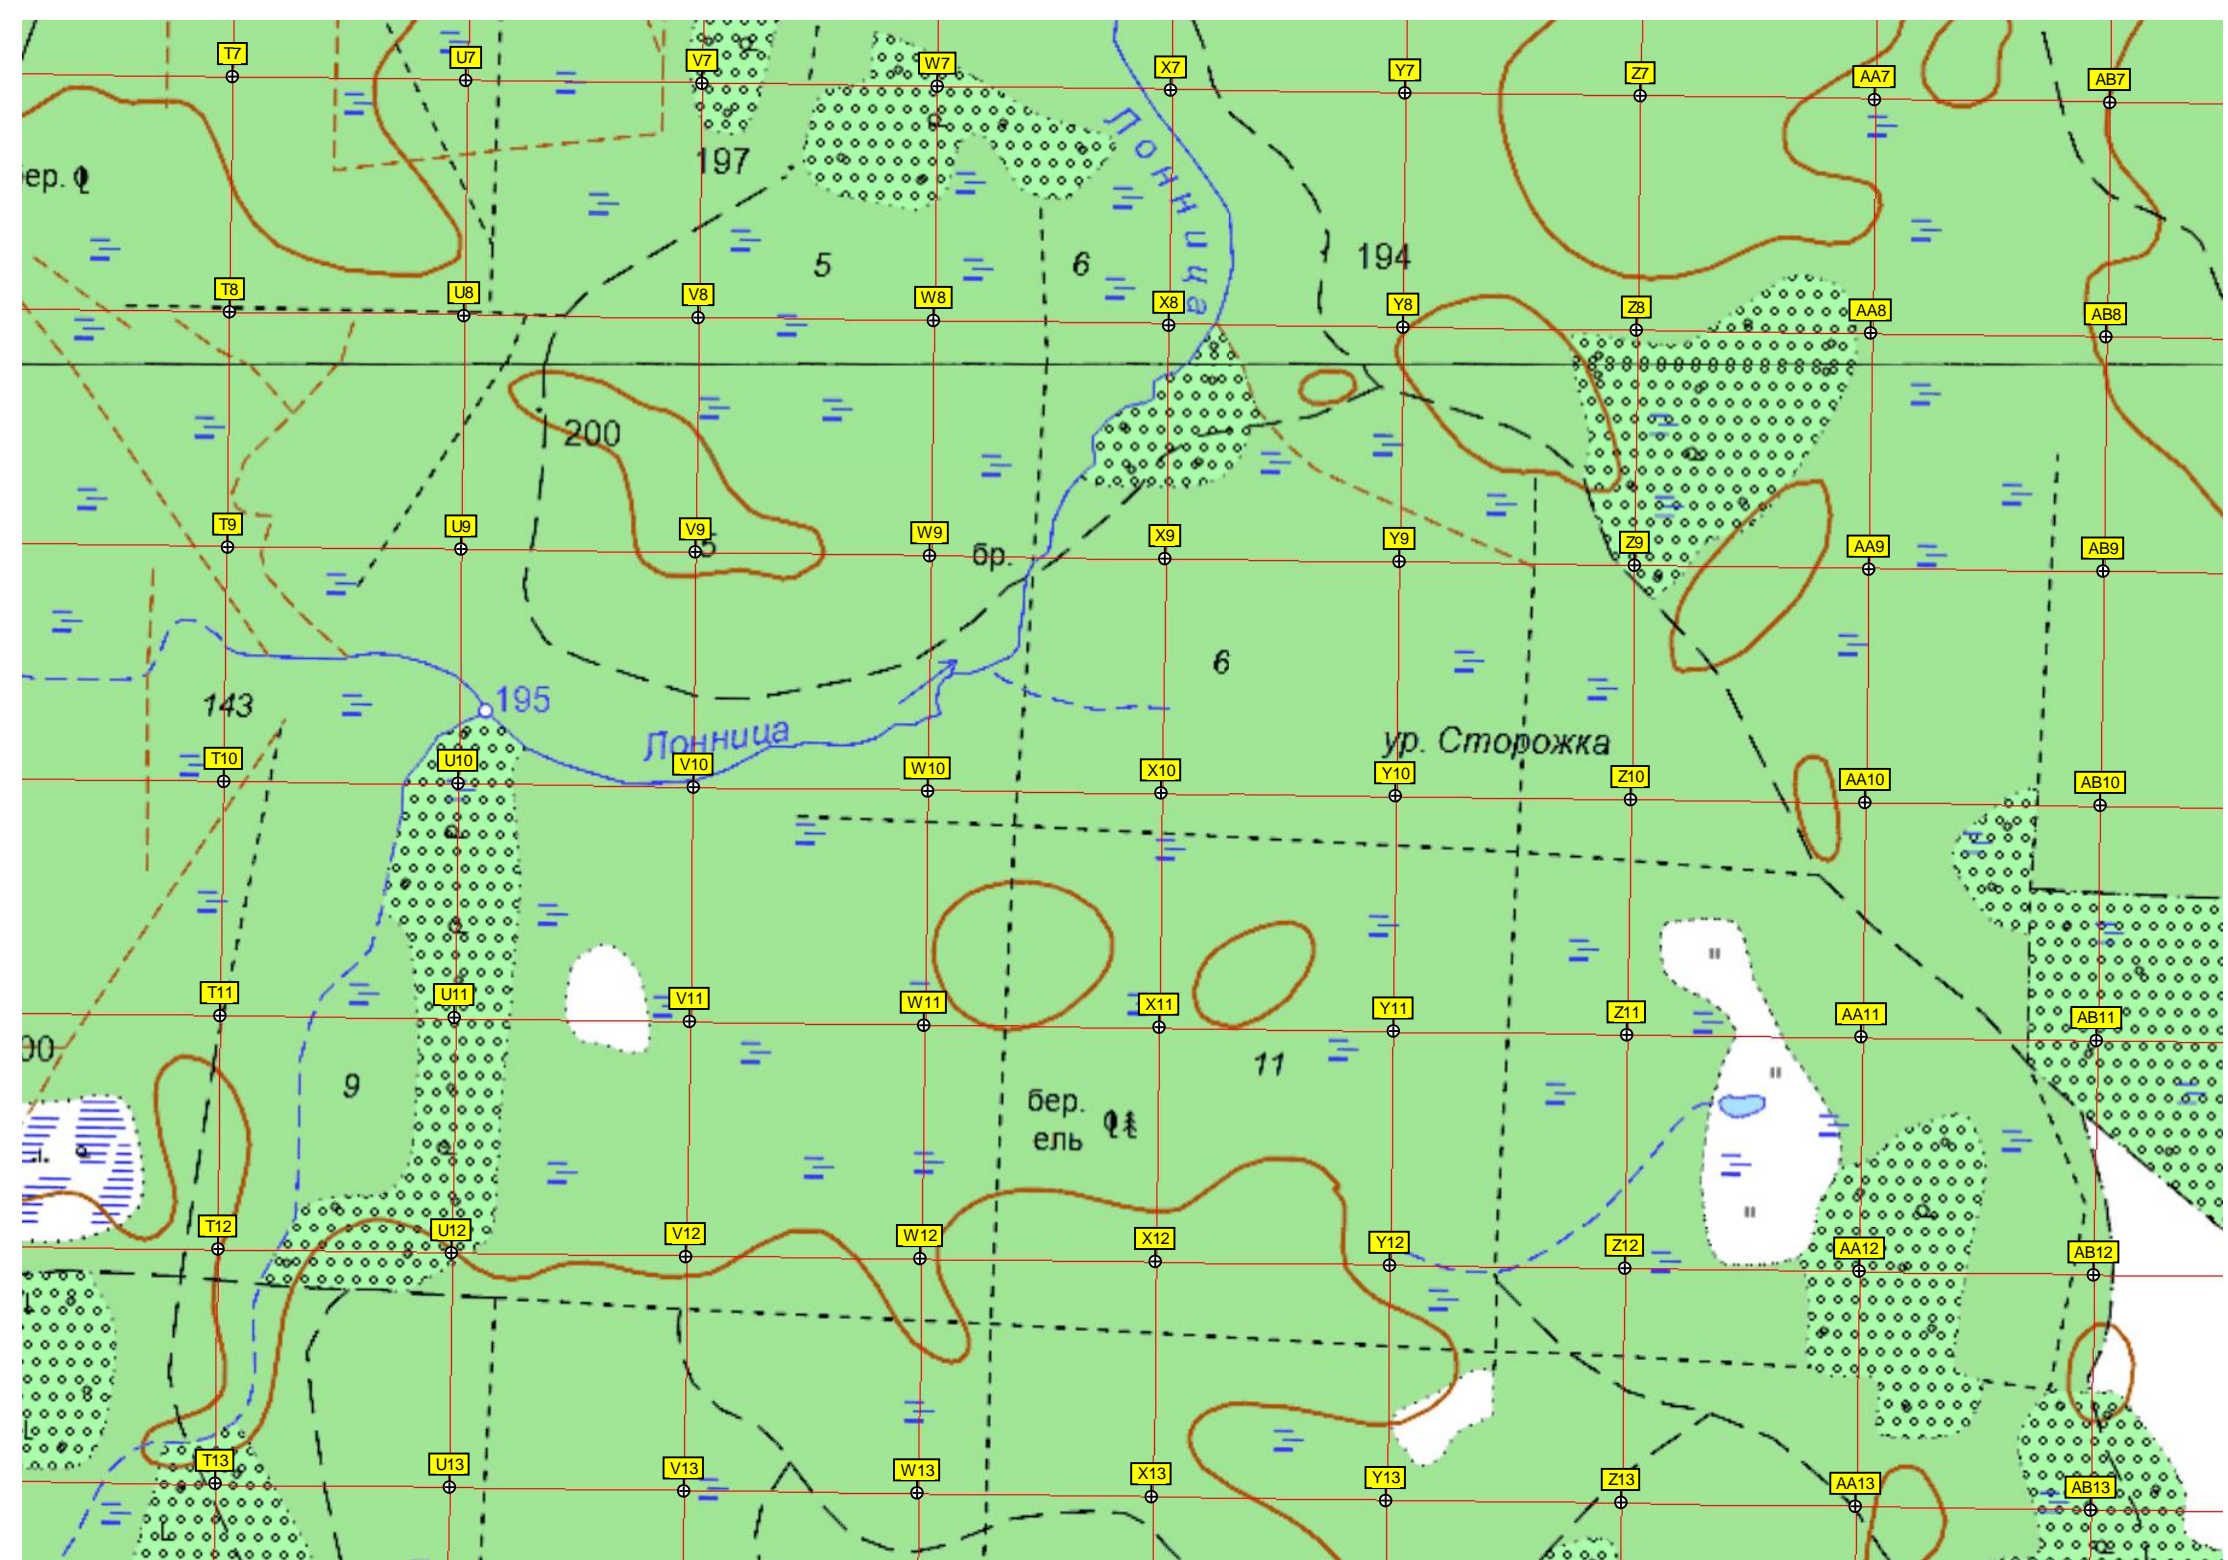 T7 U7 V7 W7 X7 Y7 Z7 AA7 AB7
Лонница
197
ер.
5 6 194
T8 U8 V8 W8 X8 Y8 Z8 AA8 AB8
200
T9 U9 V9 W9 X9 Y9 Z9 AA9 AB9
5 бр.
6
143 195
Лонница ур. Сторожка
T10 U10 V10 W10 X10 Y10 Z10 AA10 AB10
T11 U11 V11 W11 X11 Y11 Z11 AA11 AB11
00
9 11
бер.
ель
T12 U12 V12 W12 X12 Y12 Z12 AA12 AB12
T13 U13 V13 W13 X13 Y13 Z13 AA13 AB13